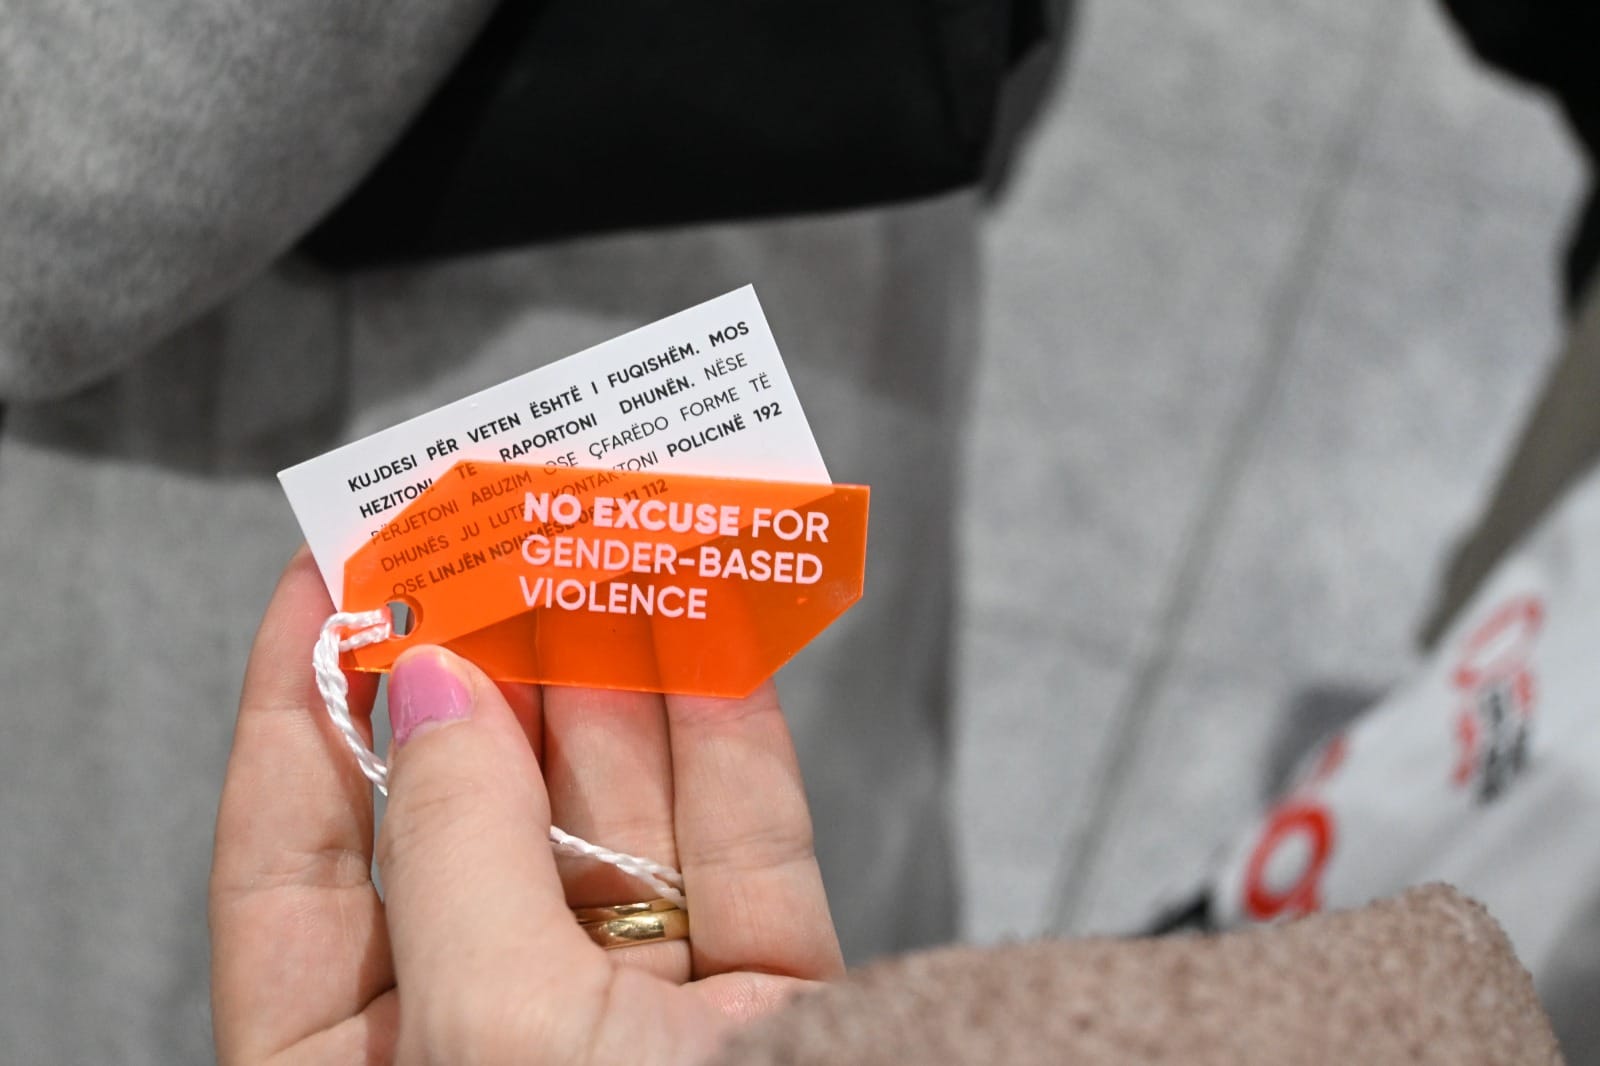 KUJDESI PËR VETEN ËSHTË I FUQISHËM. MOS
HEZITONI TË RAPORTONI DHUNËN. NËSE
PËRJETONI ABUZIM OSE ÇFARËDO FORME TË
DHUNËS JU LUTEM KONTAKTONI POLICINË 192
OSE LINJËN NDIHMËSE 112
NO EXCUSE FOR
GENDER-BASED
VIOLENCE